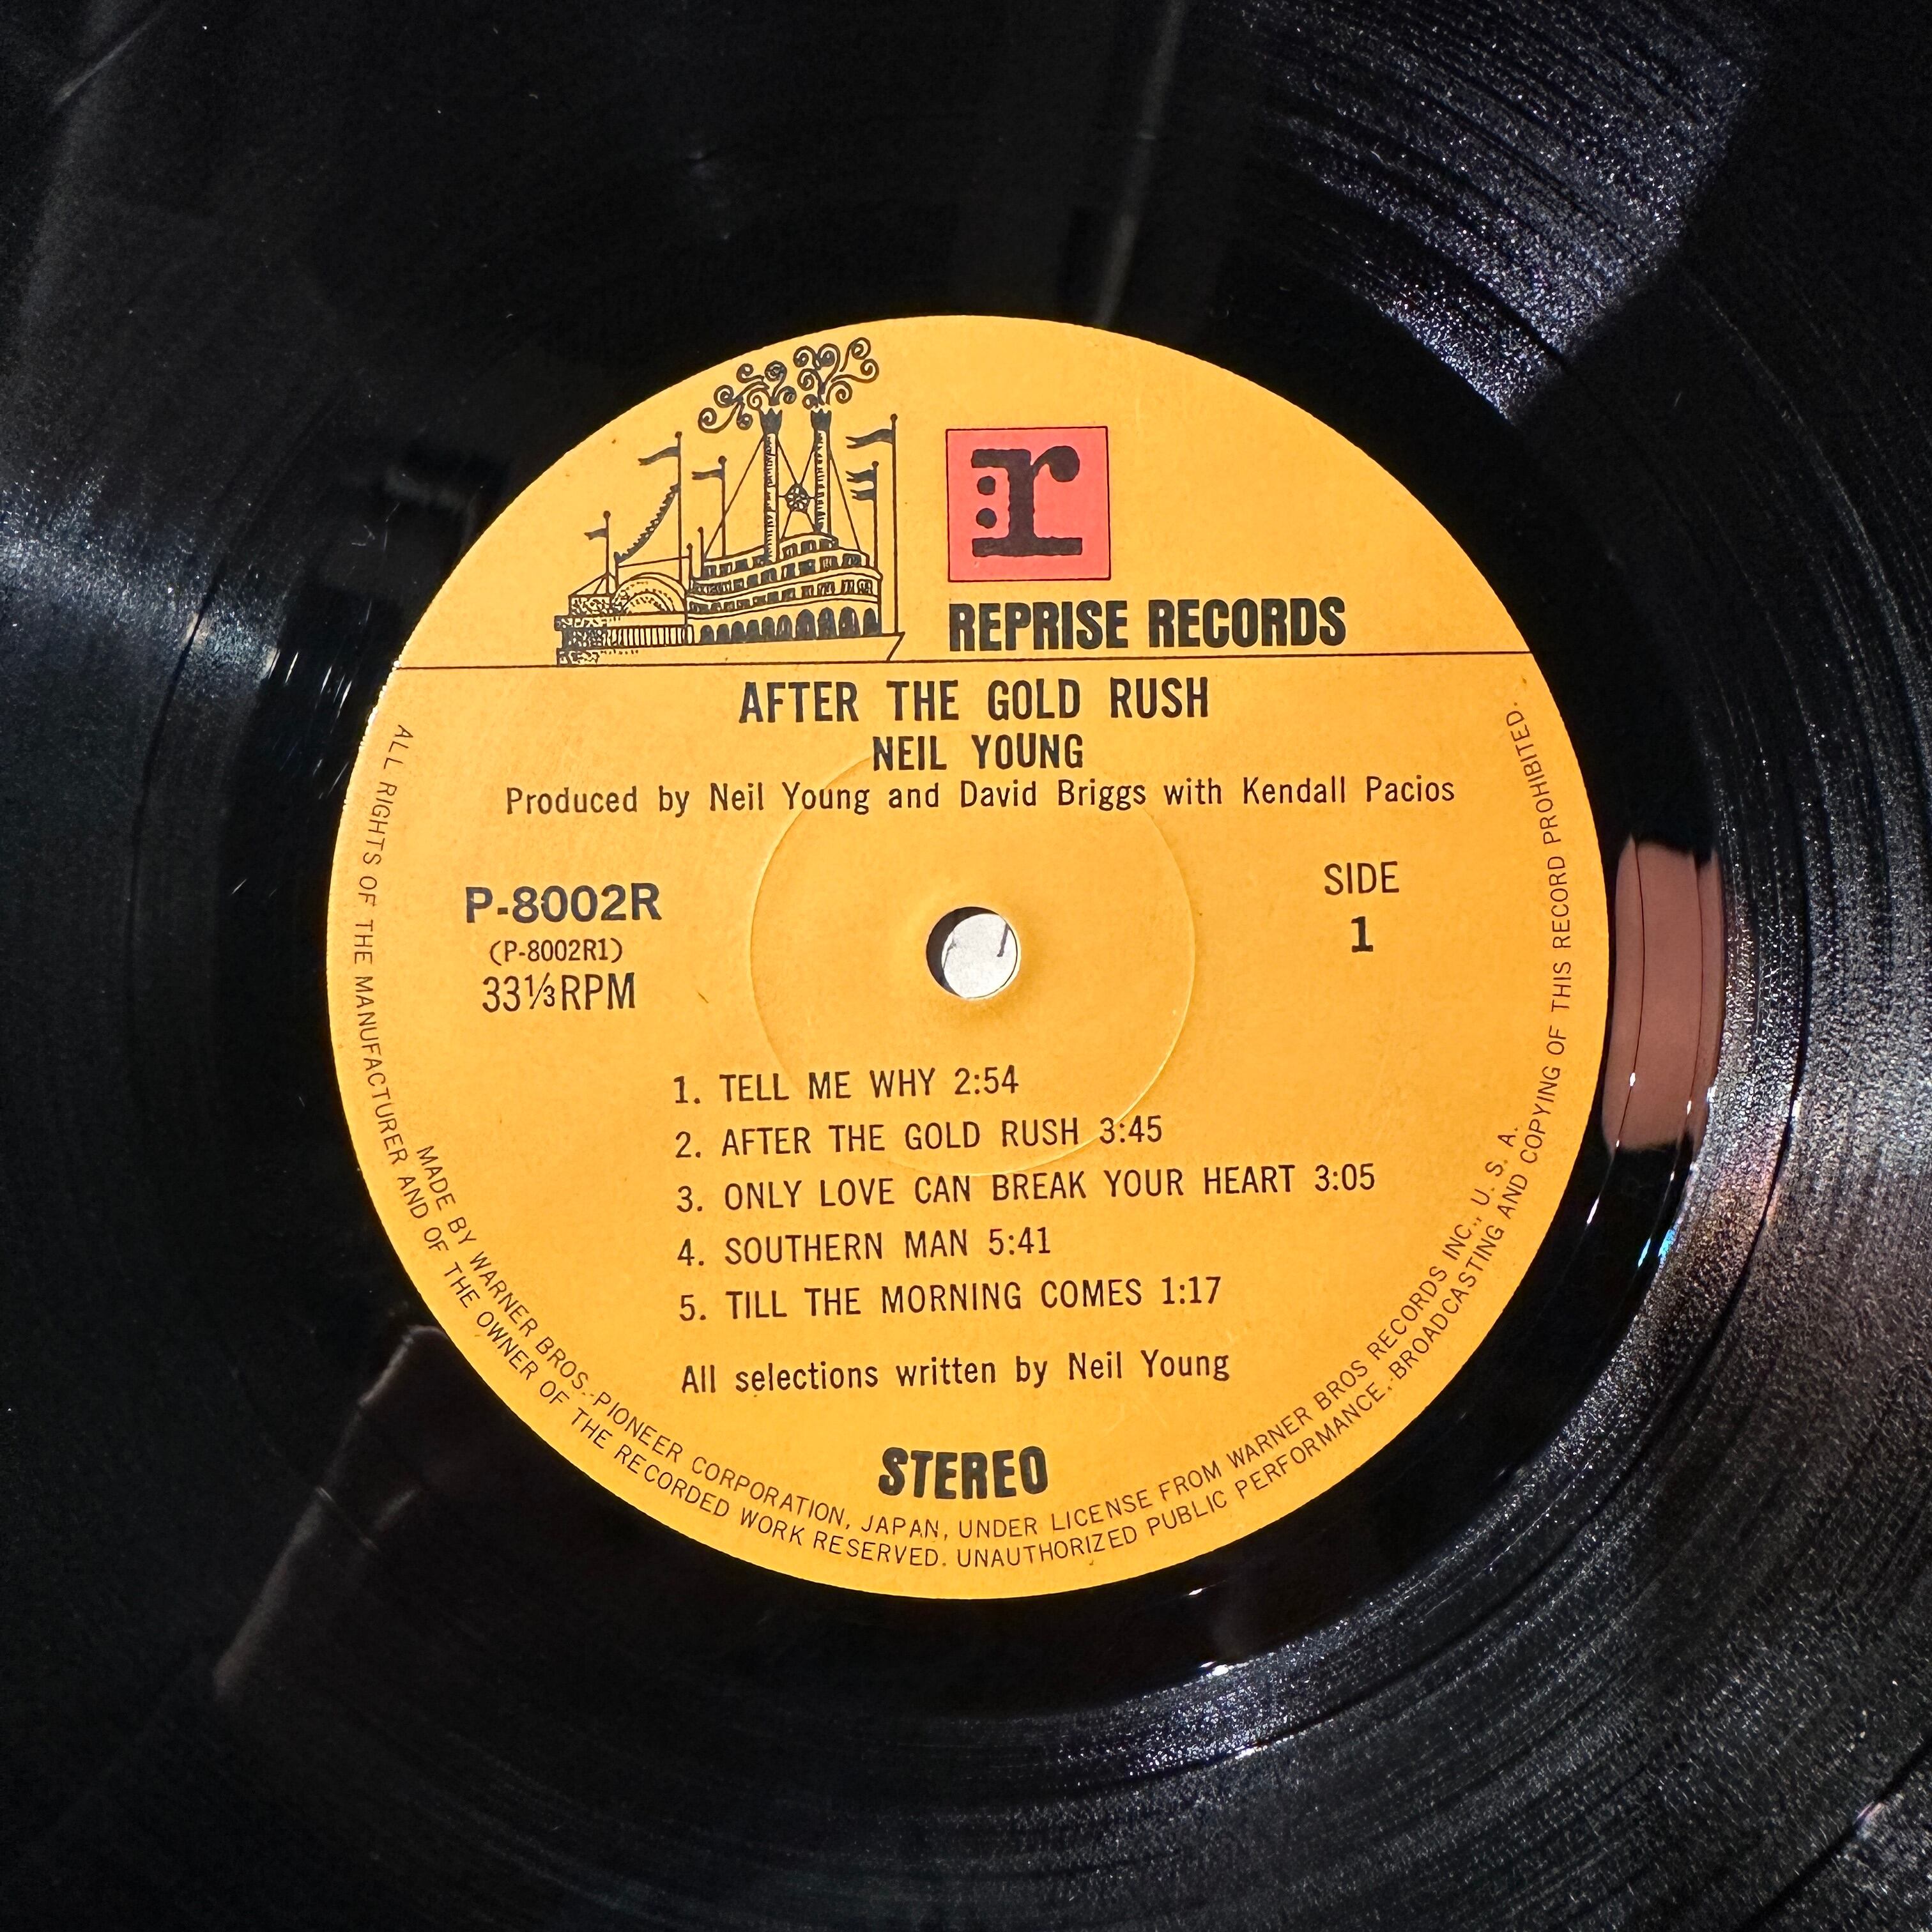 r
REPRISE RECORDS
AFTER THE GOLD RUSH
NEIL YOUNG
Produced by Neil Young and David Briggs with Kendall Pacios
P-8002R
(P-8002R1)
33⅓RPM
SIDE
1
1. TELL ME WHY 2:54
2. AFTER THE GOLD RUSH 3:45
3. ONLY LOVE CAN BREAK YOUR HEART 3:05
4. SOUTHERN MAN 5:41
5. TILL THE MORNING COMES 1:17
All selections written by Neil Young
STEREO
MADE BY WARNER BROS.-PIONEER CORPORATION, JAPAN, UNDER LICENSE FROM WARNER BROS RECORDS INC., U. S. A.
ALL RIGHTS OF THE MANUFACTURER AND OF THE OWNER OF THE RECORDED WORK RESERVED. UNAUTHORIZED PUBLIC PERFORMANCE, BROADCASTING AND COPYING OF THIS RECORD PROHIBITED.